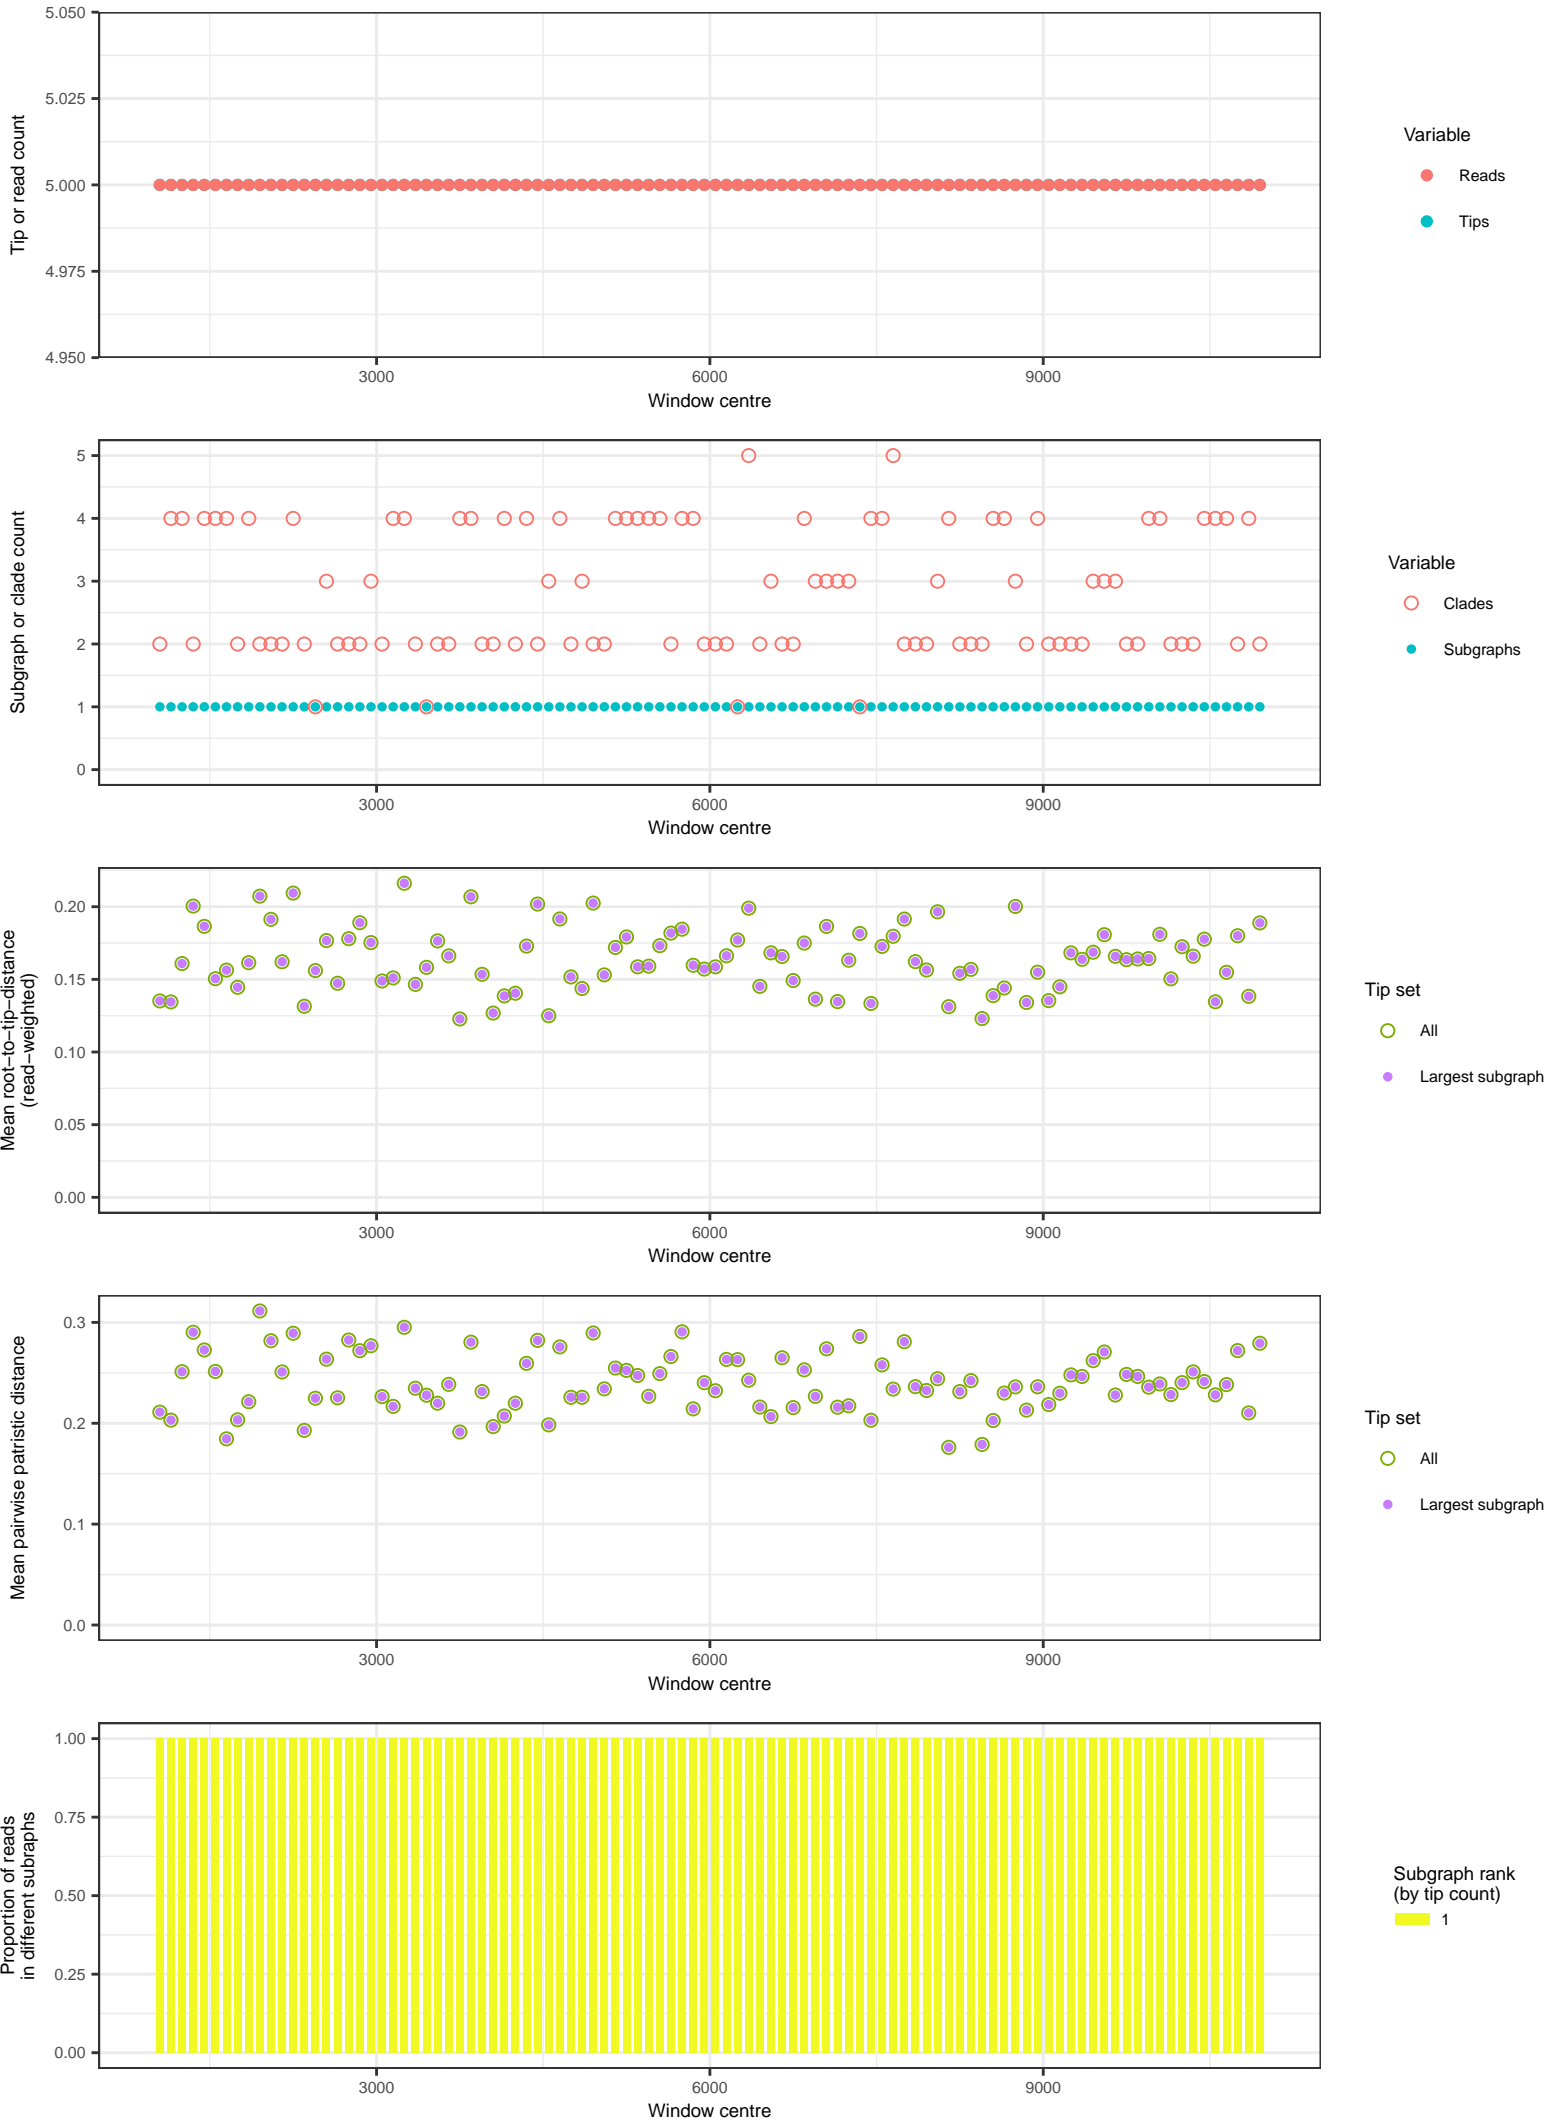 5.050
5.025
5.000
4.975
4.950
Tip or read count
3000 6000 9000
Window centre
Variable
Reads
Tips
5
4
3
2
1
0
Subgraph or clade count
3000 6000 9000
Window centre
Variable
Clades
Subgraphs
0.20
0.15
0.10
0.05
0.00
Mean root−to−tip−distance
(read−weighted)
3000 6000 9000
Window centre
Tip set
All
Largest subgraph
0.3
0.2
0.1
0.0
Mean pairwise patristic distance
3000 6000 9000
Window centre
Tip set
All
Largest subgraph
1.00
0.75
0.50
0.25
0.00
Proportion of reads
in different subraphs
3000 6000 9000
Window centre
Subgraph rank
(by tip count)
1